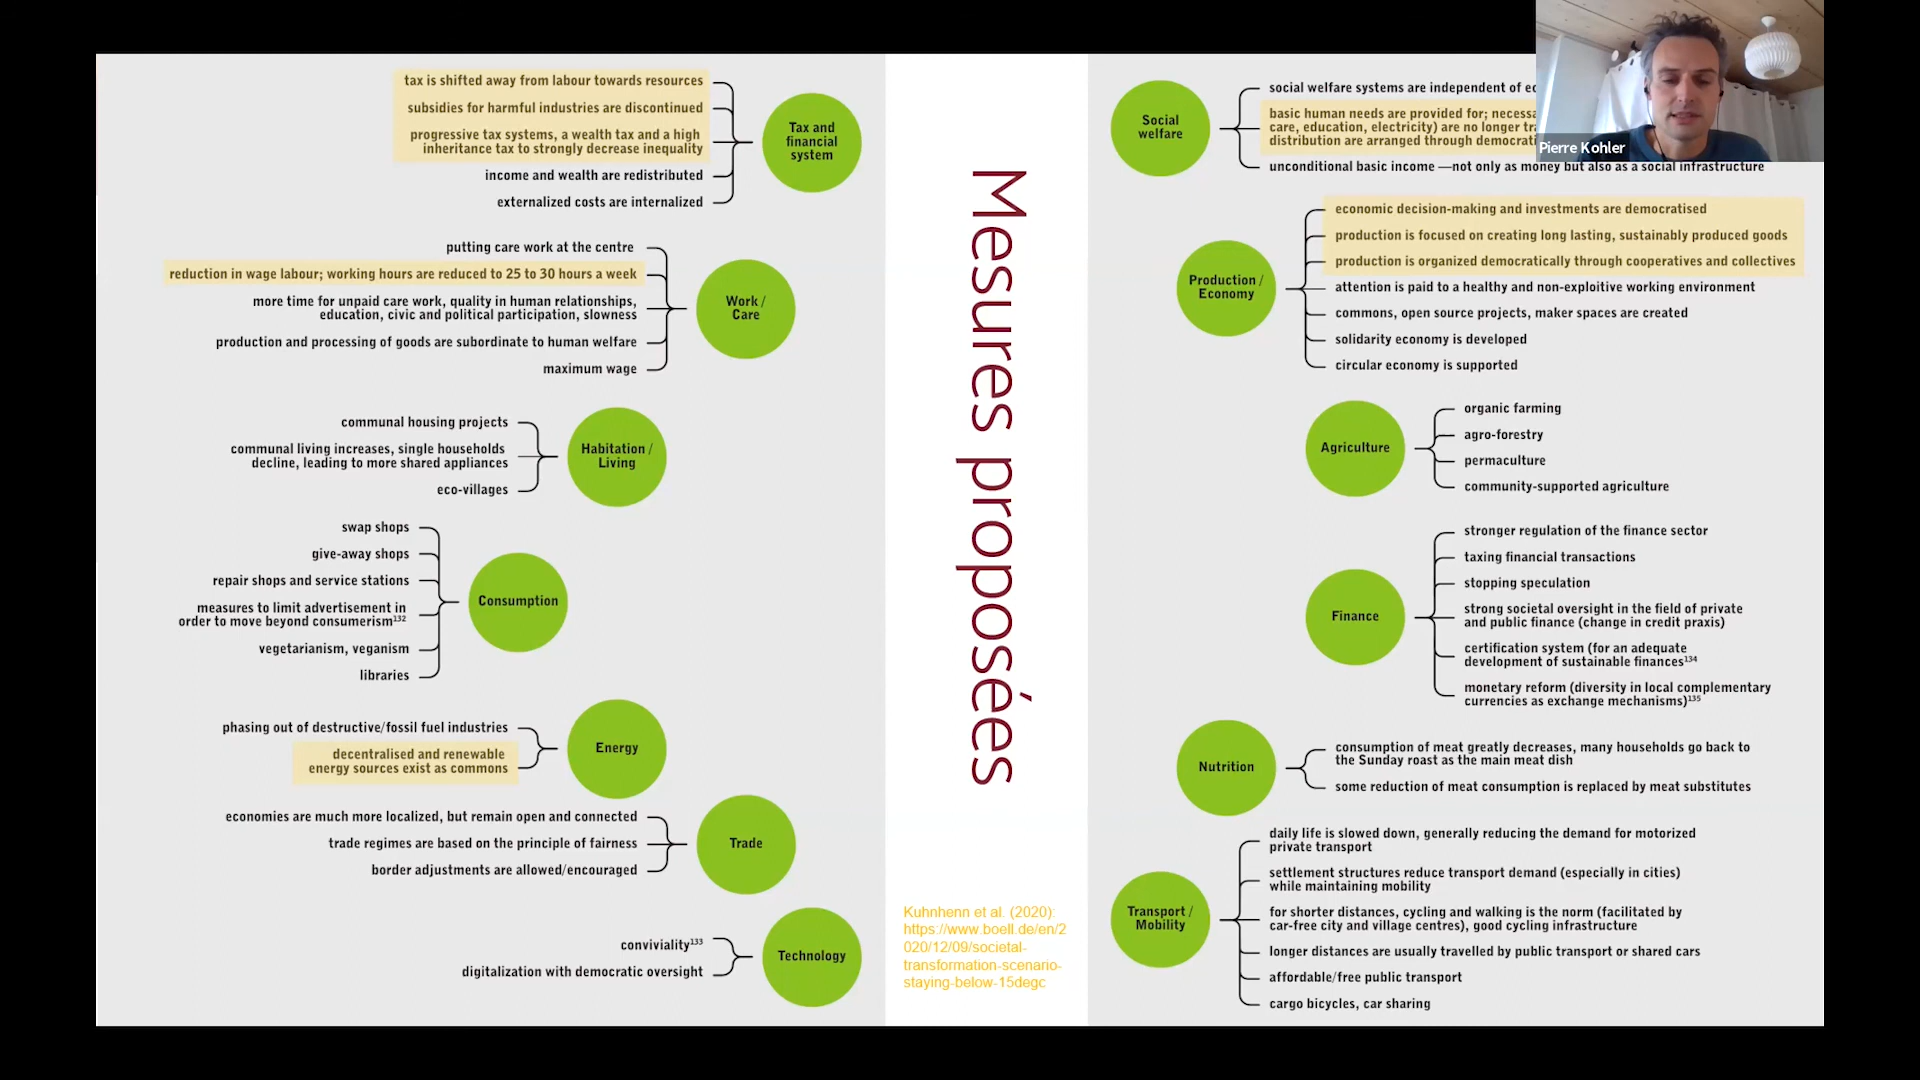 tax is shifted away from labour towards resources
subsidies for harmful industries are discontinued
progressive tax systems, a wealth tax and a high
inheritance tax to strongly decrease inequality
income and wealth are redistributed
externalized costs are internalized
Tax and
financial
system
putting care work at the centre
reduction in wage labour; working hours are reduced to 25 to 30 hours a week
more time for unpaid care work, quality in human relationships,
education, civic and political participation, slowness
production and processing of goods are subordinate to human welfare
maximum wage
Work /
Care
communal housing projects
communal living increases, single households
decline, leading to more shared appliances
eco-villages
Habitation /
Living
swap shops
give-away shops
repair shops and service stations
measures to limit advertisement in
order to move beyond consumerism¹³²
vegetarianism, veganism
libraries
Consumption
phasing out of destructive/fossil fuel industries
decentralised and renewable
energy sources exist as commons
Energy
economies are much more localized, but remain open and connected
trade regimes are based on the principle of fairness
border adjustments are allowed/encouraged
Trade
conviviality¹³³
digitalization with democratic oversight
Technology
Mesures proposées
Kuhnhenn et al. (2020):
https://www.boell.de/en/2
020/12/09/societal-
transformation-scenario-
staying-below-15degc
Social
welfare
social welfare systems are independent of
basic human needs are provided for;
care, education, electricity) are no longer
distribution are arranged through
unconditional basic income —not only as money but also as a social infrastructure
Pierre Kohler
Production /
Economy
economic decision-making and investments are democratised
production is focused on creating long lasting, sustainably produced goods
production is organized democratically through cooperatives and collectives
attention is paid to a healthy and non-exploitive working environment
commons, open source projects, maker spaces are created
solidarity economy is developed
circular economy is supported
Agriculture
organic farming
agro-forestry
permaculture
community-supported agriculture
Finance
stronger regulation of the finance sector
taxing financial transactions
stopping speculation
strong societal oversight in the field of private
and public finance (change in credit praxis)
certification system (for an adequate
development of sustainable finances¹³⁴
monetary reform (diversity in local complementary
currencies as exchange mechanisms)¹³⁵
Nutrition
consumption of meat greatly decreases, many households go back to
the Sunday roast as the main meat dish
some reduction of meat consumption is replaced by meat substitutes
Transport /
Mobility
daily life is slowed down, generally reducing the demand for motorized
private transport
settlement structures reduce transport demand (especially in cities)
while maintaining mobility
for shorter distances, cycling and walking is the norm (facilitated by
car-free city and village centres), good cycling infrastructure
longer distances are usually travelled by public transport or shared cars
affordable/free public transport
cargo bicycles, car sharing